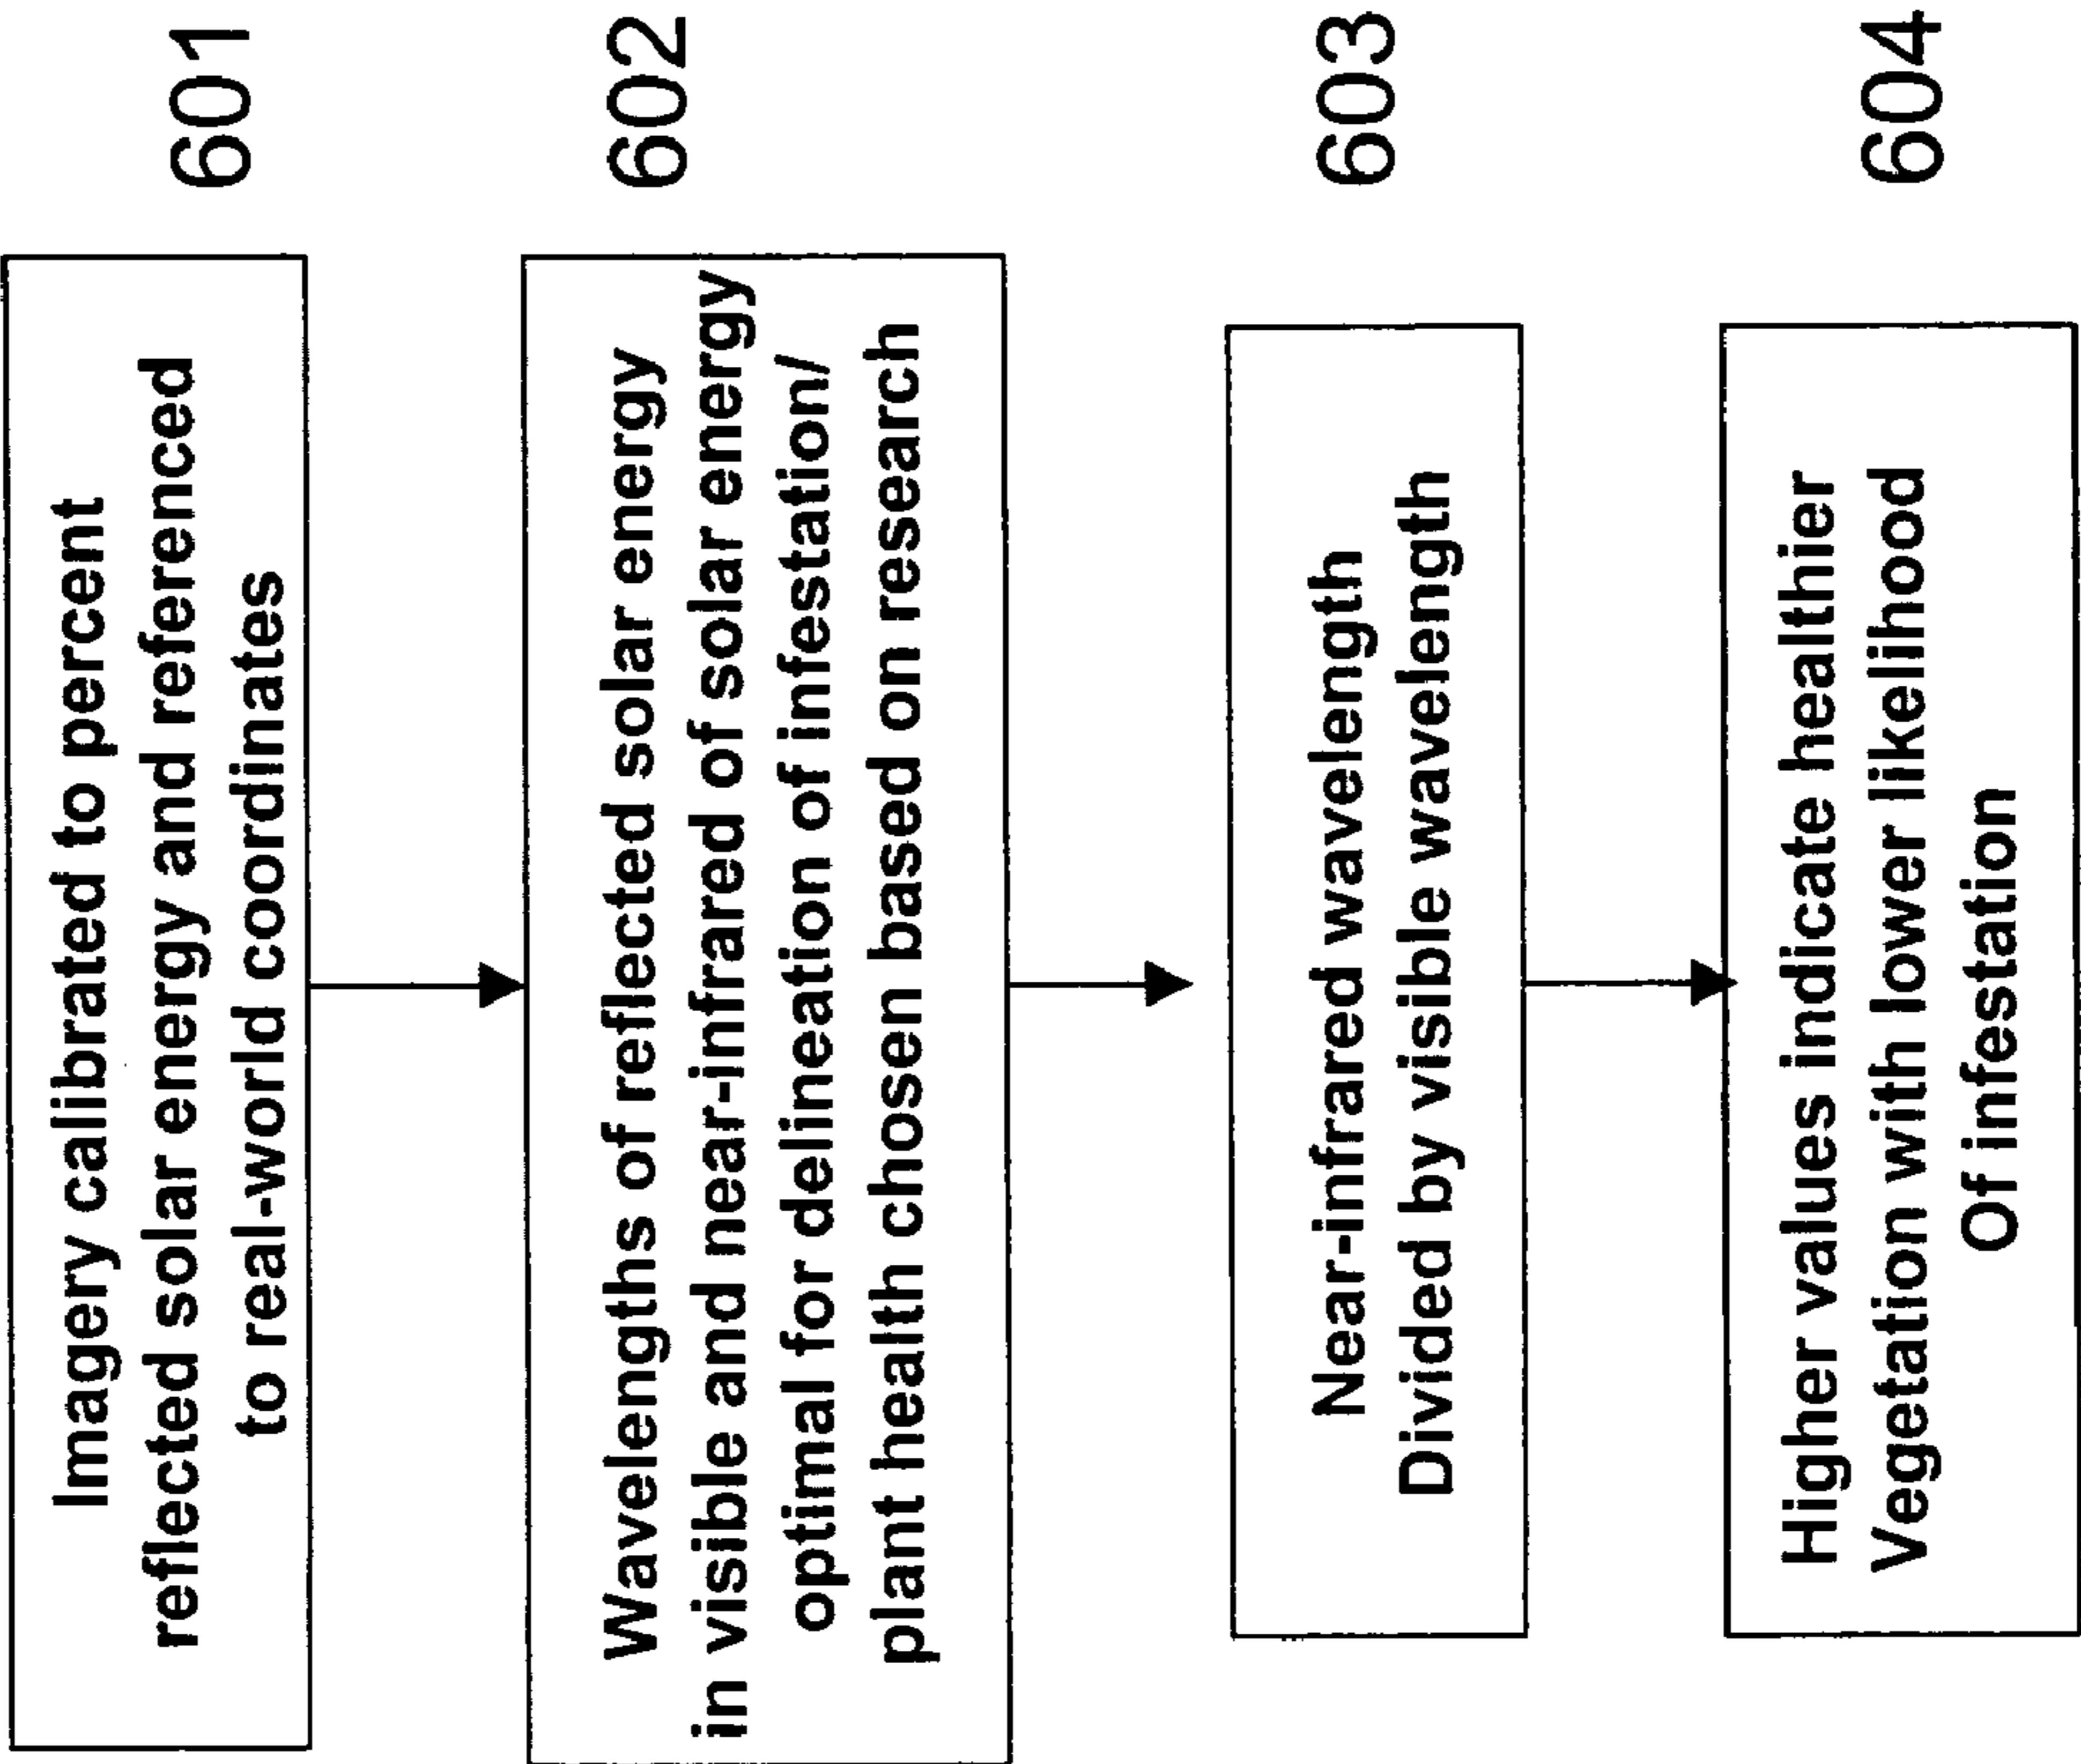 Imagery calibrated to percent
reflected solar energy and referenced
to real-world coordinates
601
Wavelengths of reflected solar energy
in visible and near-infrared of solar energy
optimal for delineation of infestation/
plant health chosen based on research
602
Near-infrared wavelength
Divided by visible wavelength
603
Higher values indicate healthier
Vegetation with lower likelihood
Of infestation
604